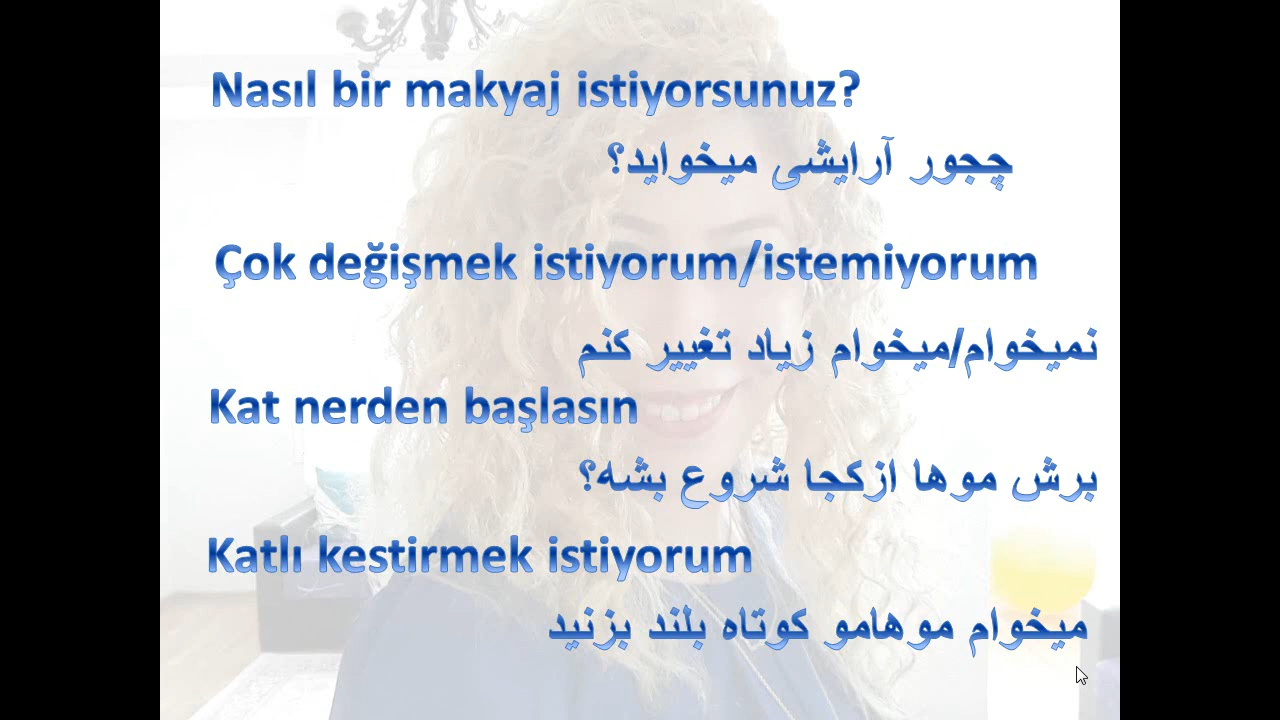 Nasıl bir makyaj istiyorsunuz?
چجور آرایشی میخواید؟
Çok değişmek istiyorum/istemiyorum
نمیخوام/میخوام زیاد تغییر کنم
Kat nerden başlasın
برش موها ازکجا شروع بشه؟
Katlı kestirmek istiyorum
میخوام موهامو کوتاه بلند بزنید